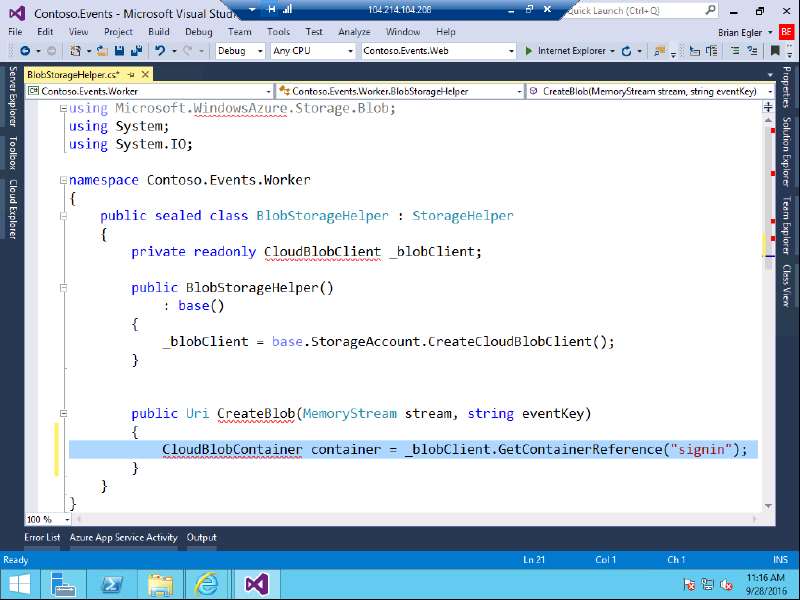 Contoso.Events - Microsoft Visual Studio
104.214.104.208
Quick Launch (Ctrl+Q)
File Edit View Project Build Debug Team Tools Test Analyze Window Help
Brian Egler BE
Debug Any CPU Contoso.Events.Web Internet Explorer
BlobStorageHelper.cs*
Contoso.Events.Worker Contoso.Events.Worker.BlobStorageHelper CreateBlob(MemoryStream stream, string eventKey)
Server Explorer
Toolbox
Cloud Explorer
using Microsoft.WindowsAzure.Storage.Blob;
using System;
using System.IO;
namespace Contoso.Events.Worker
{
public sealed class BlobStorageHelper : StorageHelper
{
private readonly CloudBlobClient _blobClient;
public BlobStorageHelper()
: base()
{
_blobClient = base.StorageAccount.CreateCloudBlobClient();
}
public Uri CreateBlob(MemoryStream stream, string eventKey)
{
CloudBlobContainer container = _blobClient.GetContainerReference("signin");
}
}
}
Properties
Solution Explorer
Team Explorer
Class View
100 %
Error List Azure App Service Activity Output
Ready Ln 21 Col 1 Ch 1 INS
11:16 AM
9/28/2016